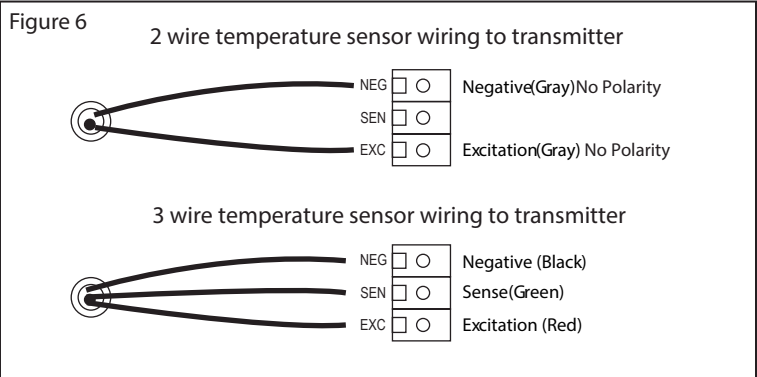 Figure 6
2 wire temperature sensor wiring to transmitter
NEG Negative(Gray)No Polarity
SEN
EXC Excitation(Gray) No Polarity
3 wire temperature sensor wiring to transmitter
NEG Negative (Black)
SEN Sense(Green)
EXC Excitation (Red)